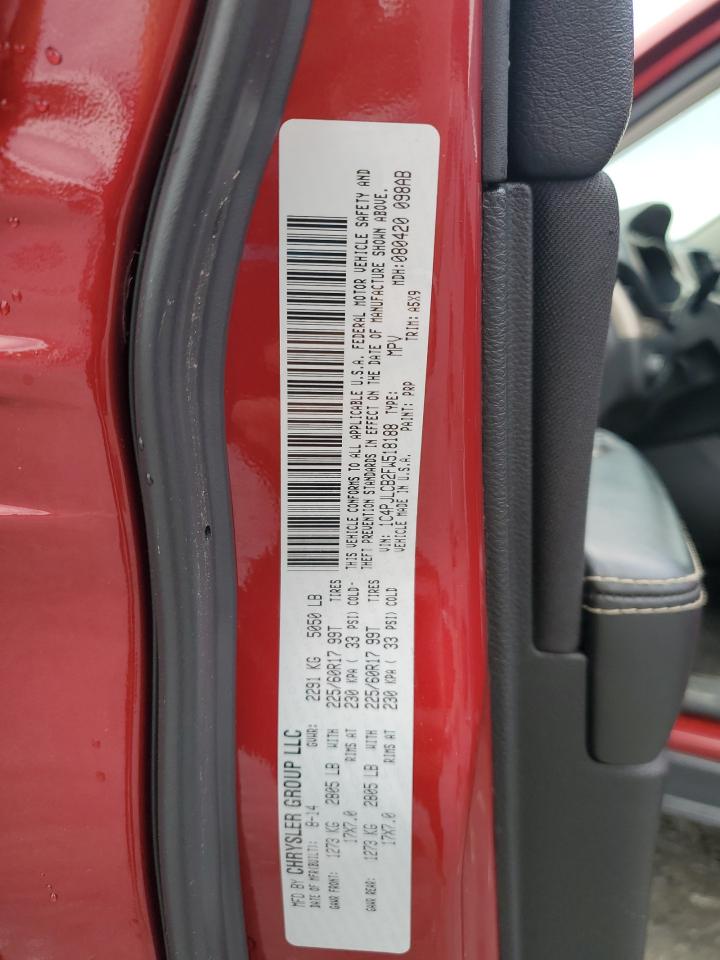 MFD BY CHRYSLER GROUP LLC
DATE OF MFR(BUILT): 8-14 GVWR: 2291 KG 5050 LB
GAWR FRONT: 1273 KG 2805 LB WITH 225/60R17 99T TIRES
17X7.0 RIMS AT 230 KPA ( 33 PSI) COLD-
GAWR REAR: 1273 KG 2805 LB WITH 225/60R17 99T TIRES
17X7.0 RIMS AT 230 KPA ( 33 PSI) COLD
THIS VEHICLE CONFORMS TO ALL APPLICABLE U.S.A. FEDERAL MOTOR VEHICLE SAFETY AND
THEFT PREVENTION STANDARDS IN EFFECT ON THE DATE OF MANUFACTURE SHOWN ABOVE.
VIN: 1C4PJLCB2FW518188 TYPE: MPV MDH:080420 098AB
VEHICLE MADE IN U.S.A. PAINT: PRP TRIM: A5X9